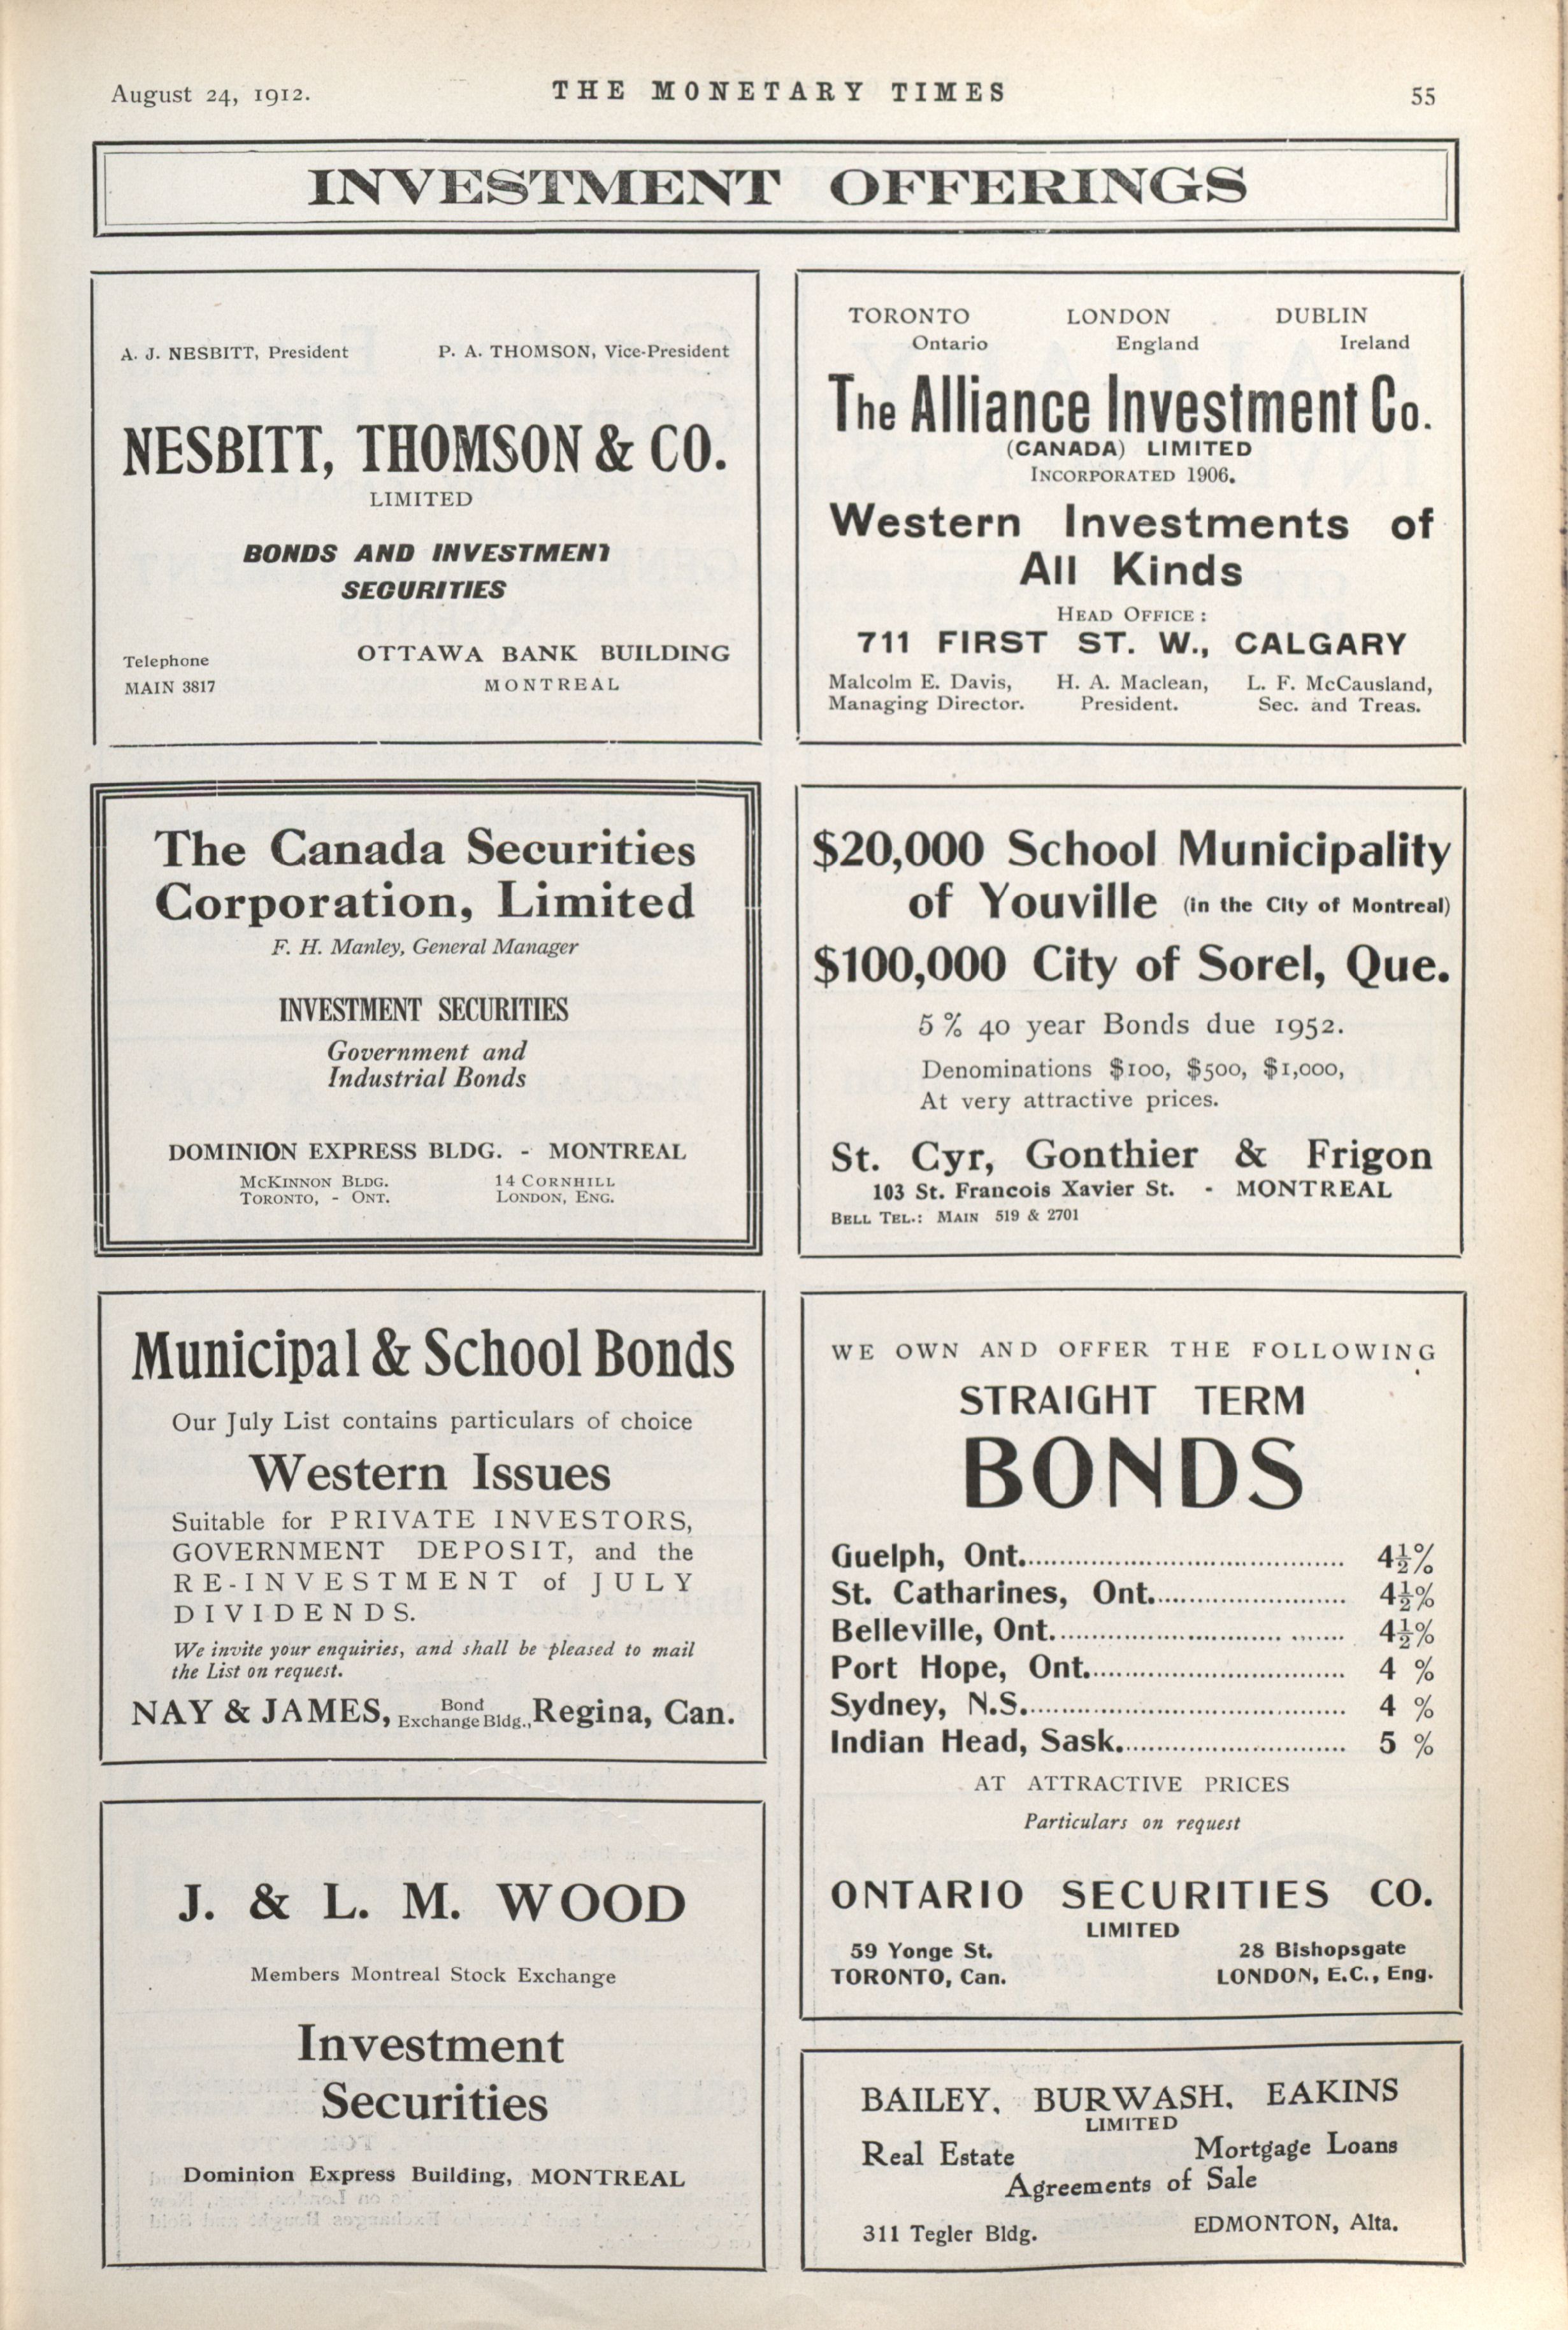 August 24, 1912.
THE MONETARY TIMES
55
INVESTMENT OFFERINGS
A. J. NESBITT, President P. A. THOMSON, Vice-President
NESBITT, THOMSON & CO.
LIMITED
BONDS AND INVESTMENT
SECURITIES
Telephone
MAIN 3817
OTTAWA BANK BUILDING
MONTREAL
TORONTO LONDON DUBLIN
Ontario England Ireland
The Alliance Investment Co.
(CANADA) LIMITED
INCORPORATED 1906.
Western Investments of
All Kinds
HEAD OFFICE:
711 FIRST ST. W., CALGARY
Malcolm E. Davis, H. A. Maclean, L. F. McCausland,
Managing Director. President. Sec. and Treas.
The Canada Securities
Corporation, Limited
F. H. Manley, General Manager
INVESTMENT SECURITIES
Government and
Industrial Bonds
DOMINION EXPRESS BLDG. - MONTREAL
MCKINNON BLDG. 14 CORNHILL
TORONTO, - ONT. LONDON, ENG.
$20,000 School Municipality
of Youville (in the City of Montreal)
$100,000 City of Sorel, Que.
5% 40 year Bonds due 1952.
Denominations $100, $500, $1,000,
At very attractive prices.
St. Cyr, Gonthier & Frigon
103 St. Francois Xavier St. - MONTREAL
BELL TEL.: MAIN 519 & 2701
Municipal & School Bonds
Our July List contains particulars of choice
Western Issues
Suitable for PRIVATE INVESTORS,
GOVERNMENT DEPOSIT, and the
RE-INVESTMENT of JULY
DIVIDENDS.
We invite your enquiries, and shall be pleased to mail
the List on request.
NAY & JAMES, Bond Exchange Bldg., Regina, Can.
WE OWN AND OFFER THE FOLLOWING
STRAIGHT TERM
BONDS
Guelph, Ont. 4½%
St. Catharines, Ont. 4½%
Belleville, Ont. 4½%
Port Hope, Ont. 4 %
Sydney, N.S. 4 %
Indian Head, Sask. 5 %
AT ATTRACTIVE PRICES
Particulars on request
ONTARIO SECURITIES CO.
LIMITED
59 Yonge St. 28 Bishopsgate
TORONTO, Can. LONDON, E.C., Eng.
J. & L. M. WOOD
Members Montreal Stock Exchange
Investment
Securities
Dominion Express Building, MONTREAL
BAILEY, BURWASH, EAKINS
LIMITED
Real Estate Mortgage Loans
Agreements of Sale
311 Tegler Bldg. EDMONTON, Alta.